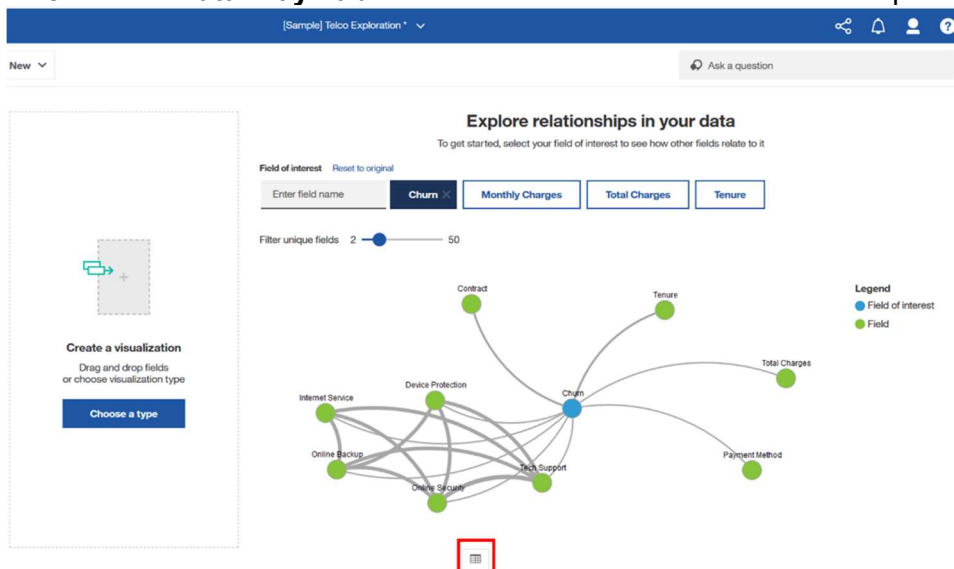 [Sample] Telco Exploration *
?
New
Ask a question
Explore relationships in your data
To get started, select your field of interest to see how other fields relate to it
Field of interest Reset to original
Enter field name Churn × Monthly Charges Total Charges Tenure
Filter unique fields 2 50
Contract
Tenure
Legend
Field of interest
Field
Total Charges
Device Protection
Churn
Internet Service
Online Backup
Tech Support
Payment Method
Online Security
+
Create a visualization
Drag and drop fields
or choose visualization type
Choose a type